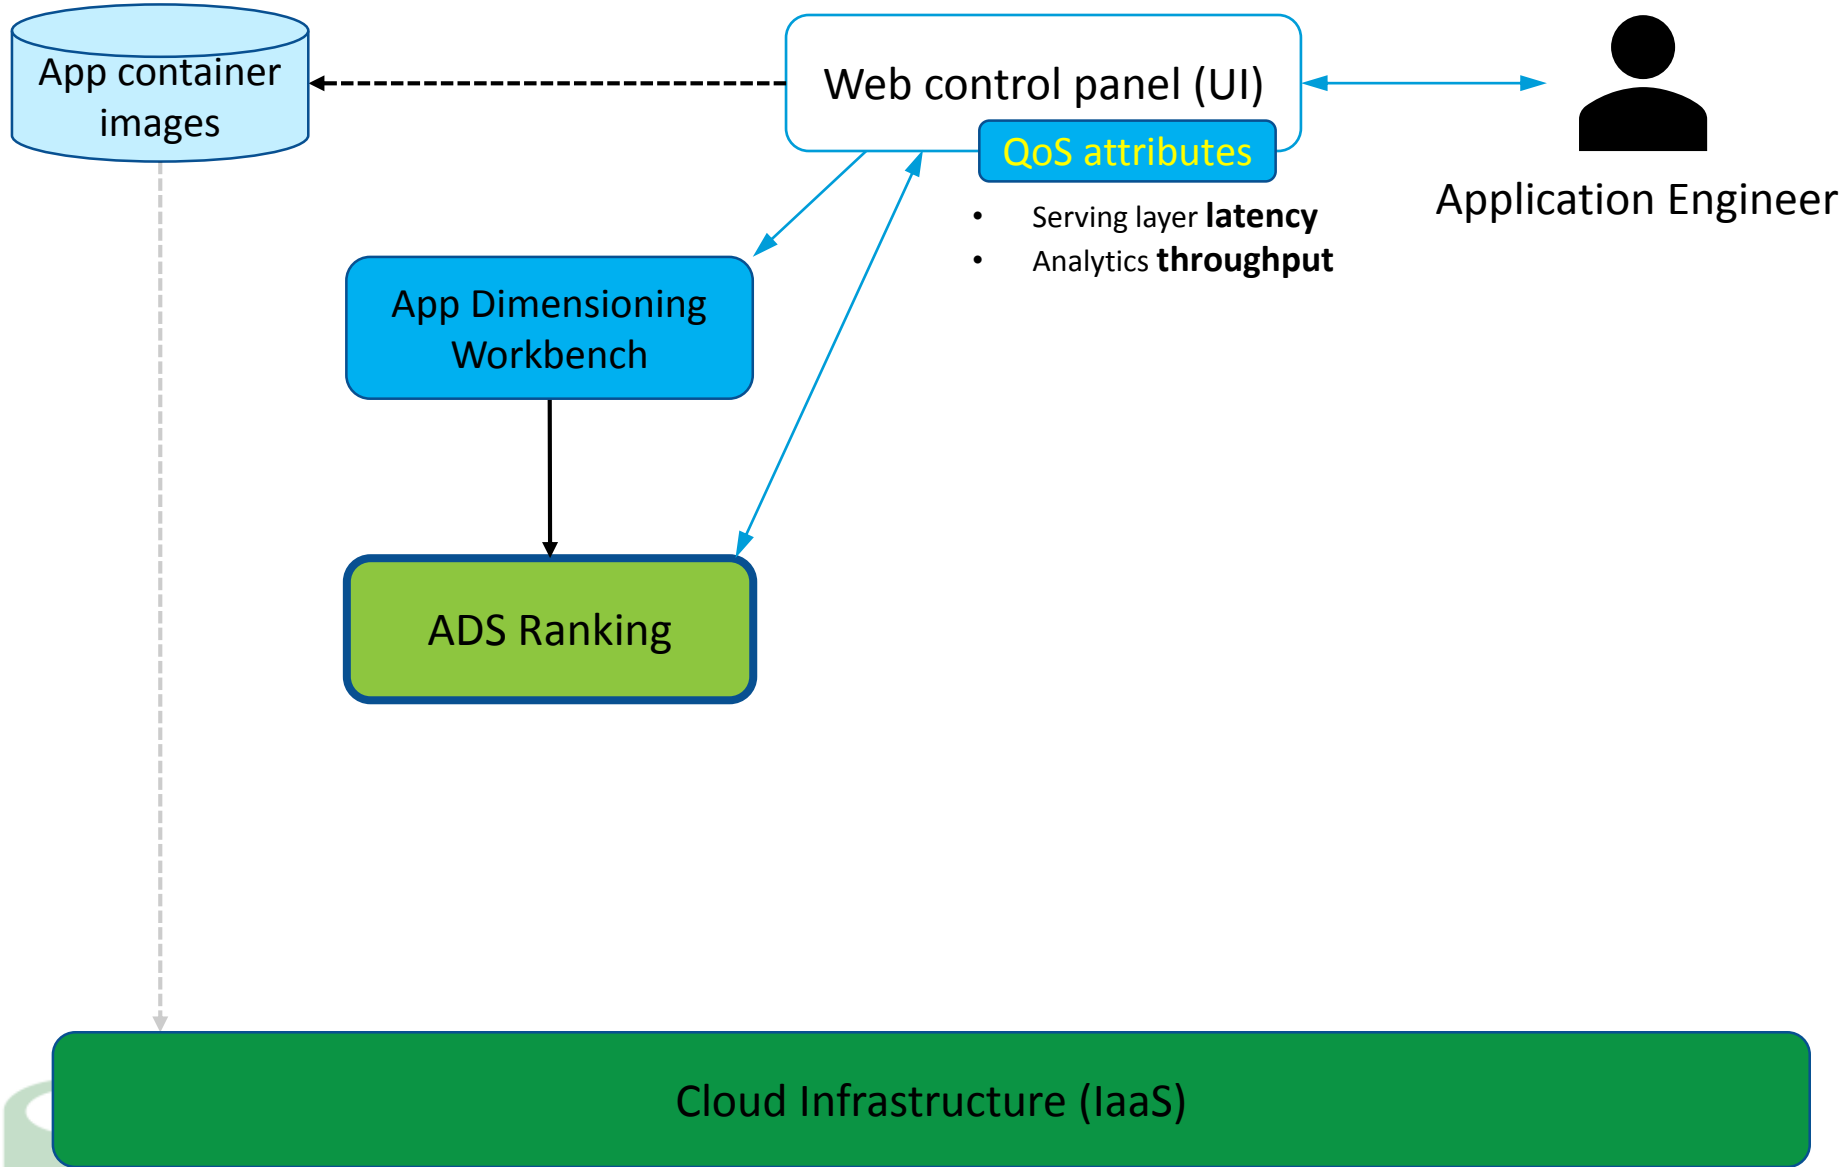 App container
images
Web control panel (UI)
QoS attributes
• Serving layer latency
• Analytics throughput
Application Engineer
App Dimensioning
Workbench
ADS Ranking
Cloud Infrastructure (IaaS)